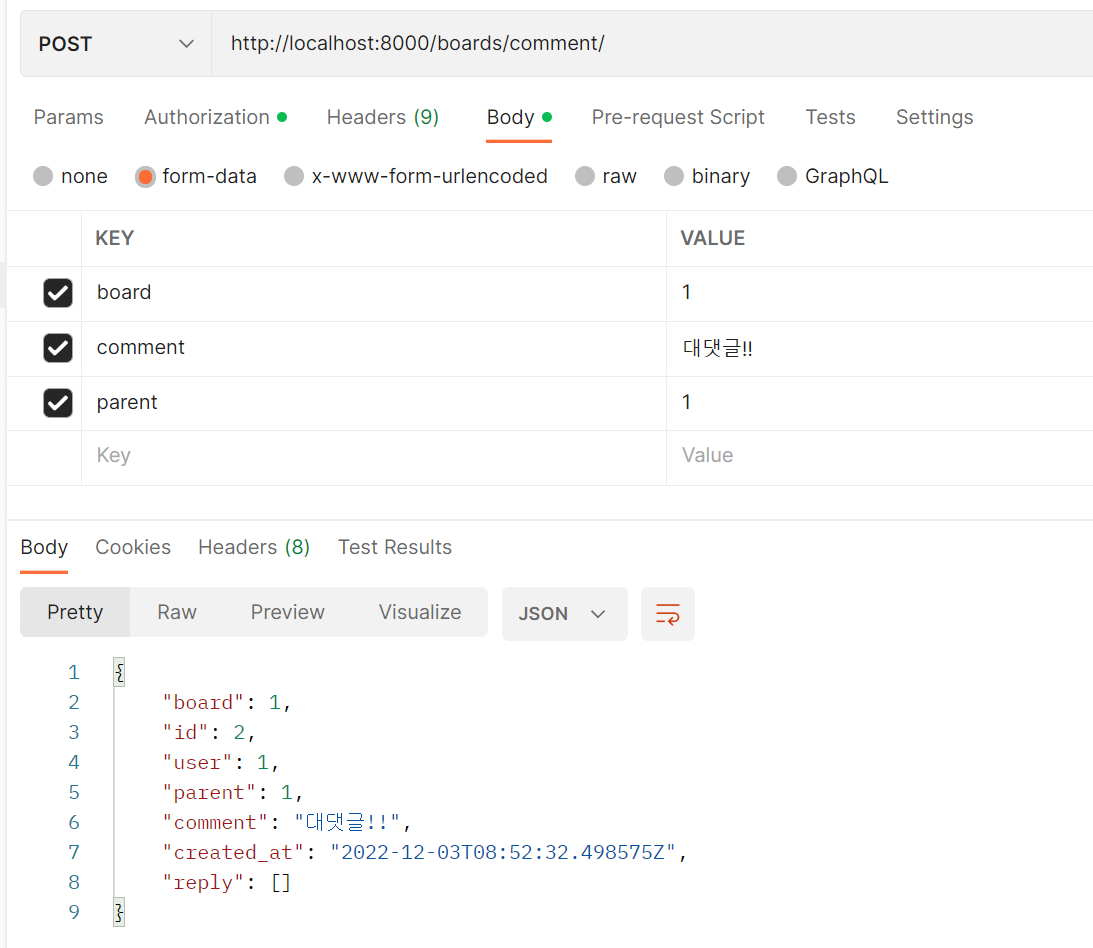 POST http://localhost:8000/boards/comment/
Params Authorization Headers (9) Body Pre-request Script Tests Settings
none form-data x-www-form-urlencoded raw binary GraphQL
KEY VALUE
board 1
comment 대댓글!!
parent 1
Key Value
Body Cookies Headers (8) Test Results
Pretty Raw Preview Visualize JSON
1 {
2 "board": 1,
3 "id": 2,
4 "user": 1,
5 "parent": 1,
6 "comment": "대댓글!!",
7 "created_at": "2022-12-03T08:52:32.498575Z",
8 "reply": []
9 }